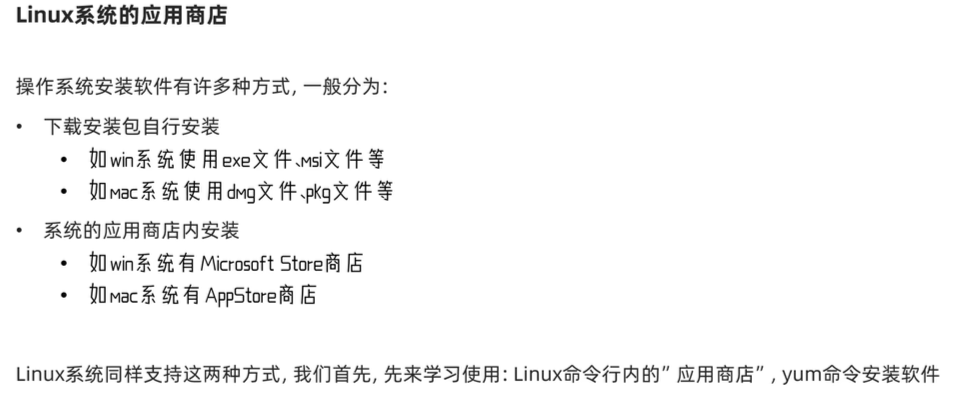 Linux系统的应用商店
操作系统安装软件有许多种方式, 一般分为:
• 下载安装包自行安装
• 如win系统使用exe文件、msi文件等
• 如mac系统使用dmg文件、pkg文件等
• 系统的应用商店内安装
• 如win系统有Microsoft Store商店
• 如mac系统有AppStore商店
Linux系统同样支持这两种方式, 我们首先, 先来学习使用: Linux命令行内的”应用商店”, yum命令安装软件